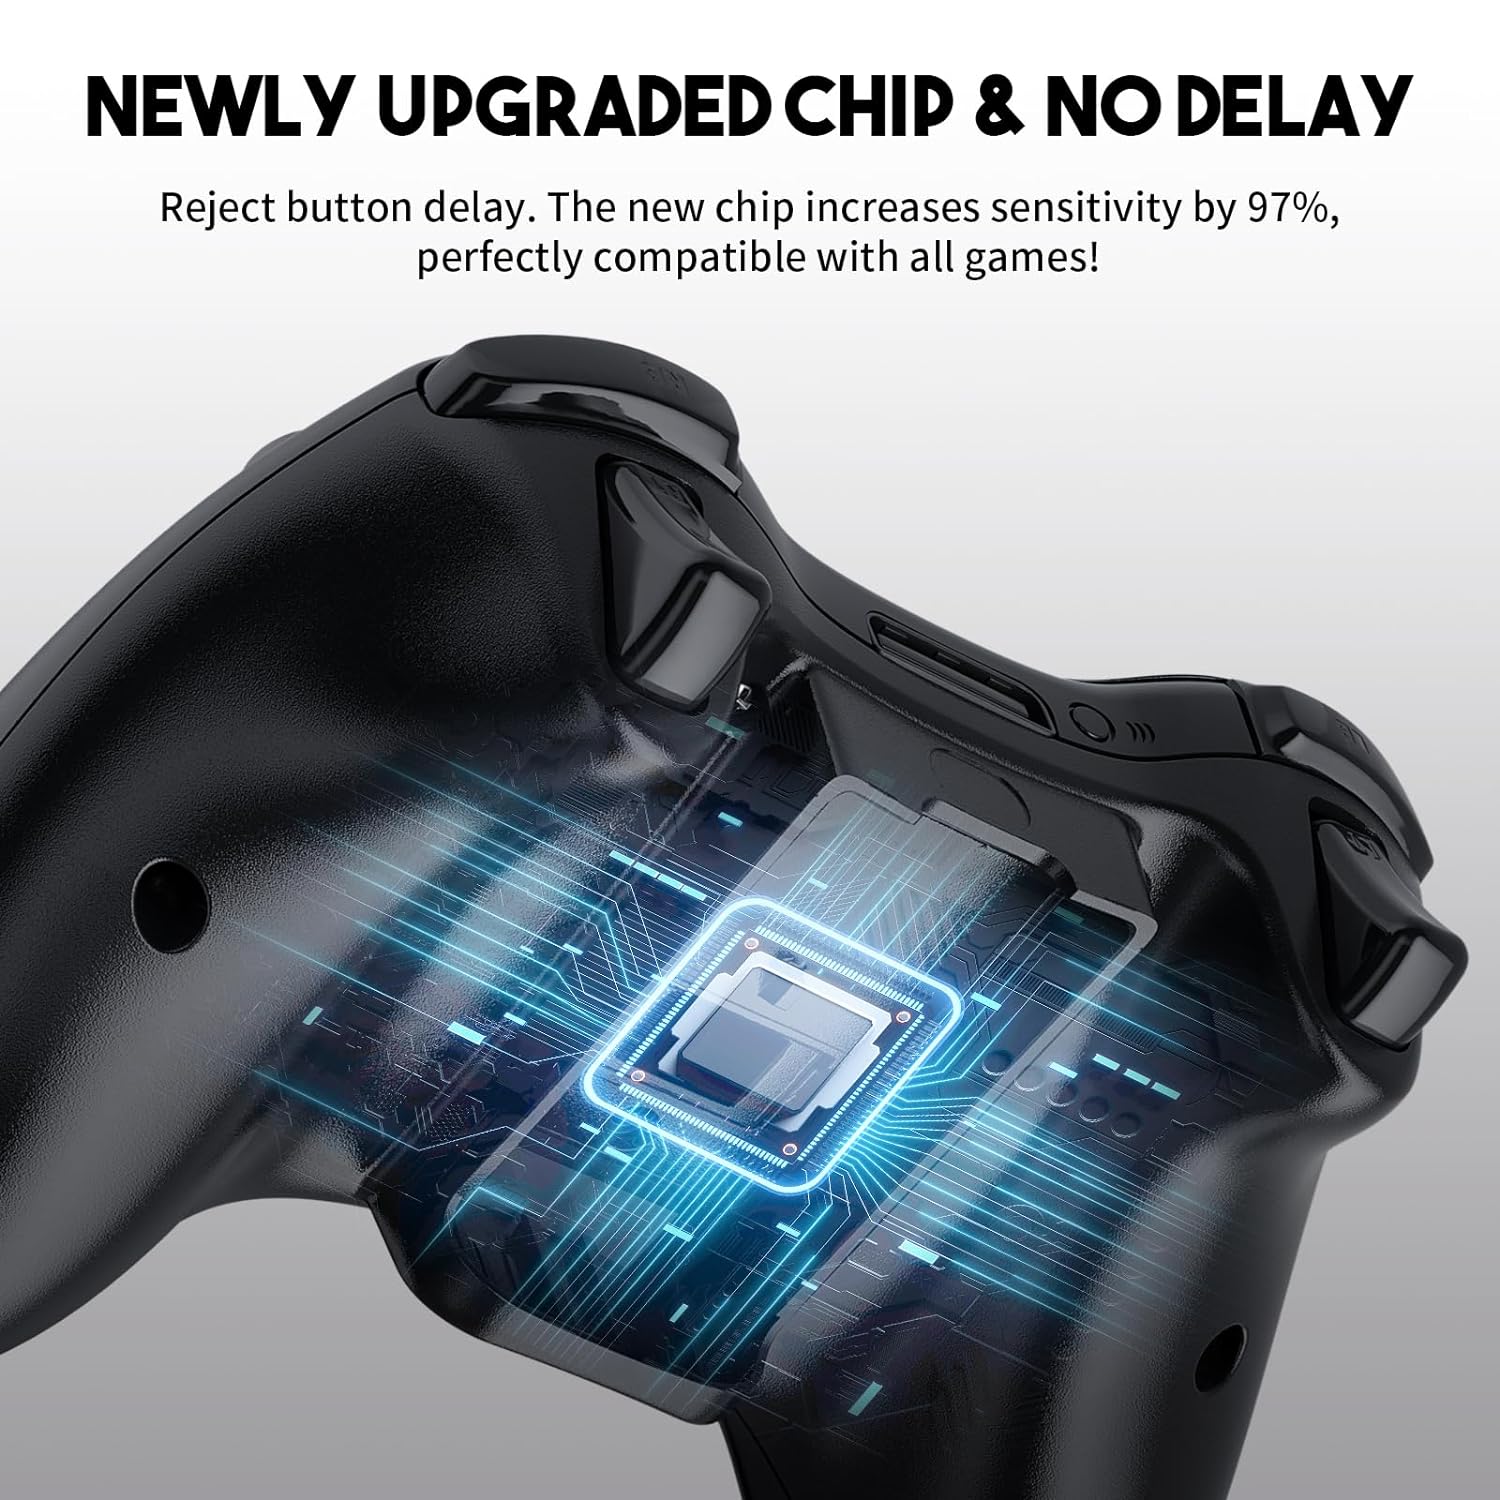 NEWLY UPGRADED CHIP & NO DELAY
Reject button delay. The new chip increases sensitivity by 97%,
perfectly compatible with all games!